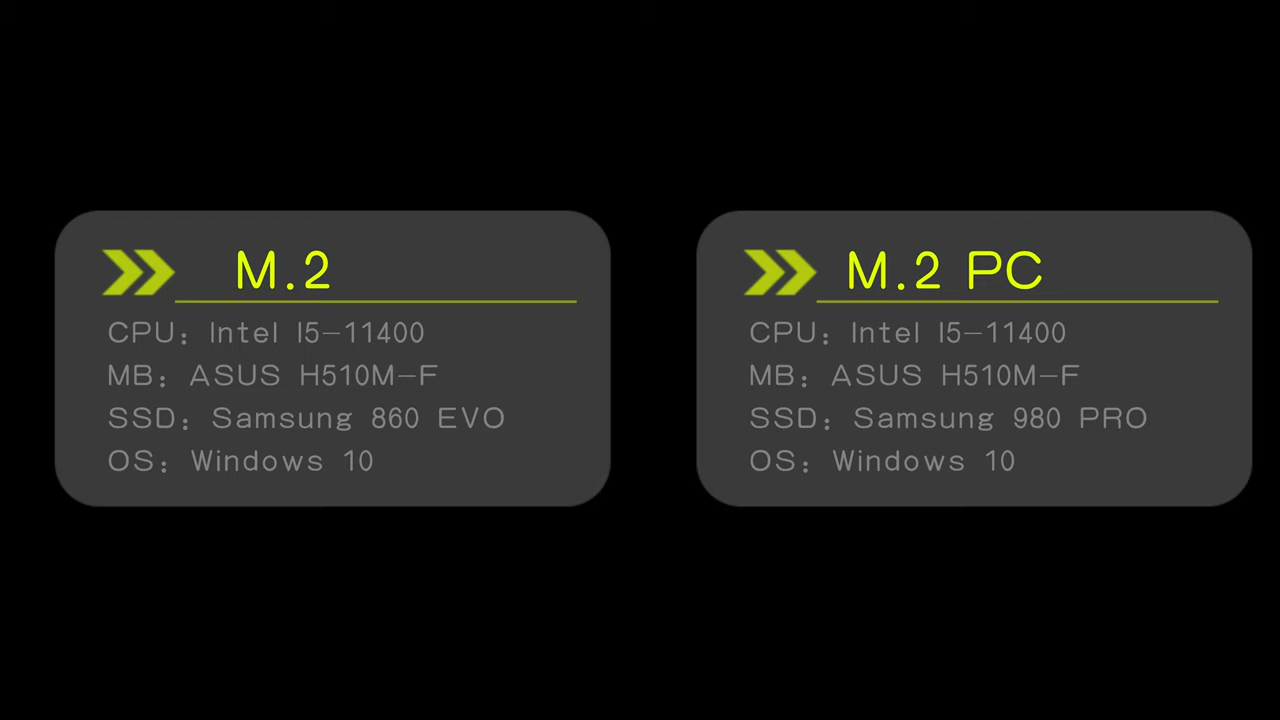 M.2
CPU：Intel I5-11400
MB：ASUS H510M-F
SSD：Samsung 860 EVO
OS：Windows 10
M.2 PC
CPU：Intel I5-11400
MB：ASUS H510M-F
SSD：Samsung 980 PRO
OS：Windows 10